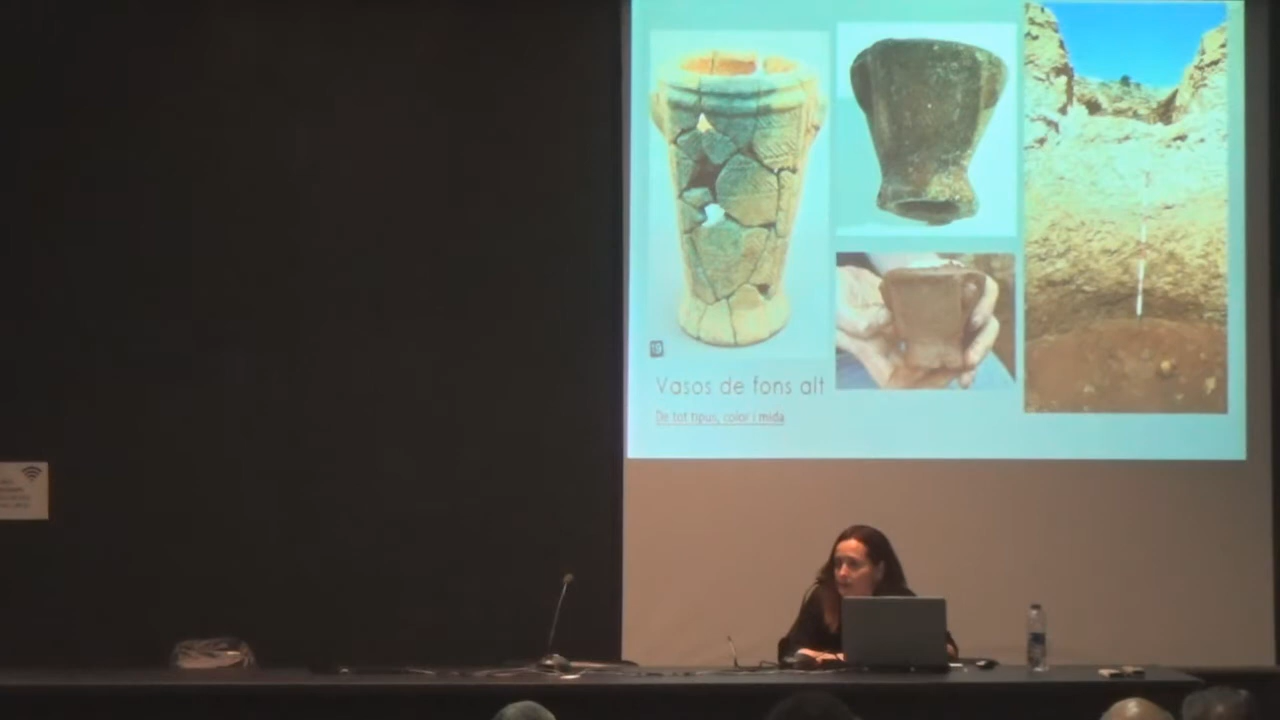 Vasos de fons alt
De tot tipus, color i mida